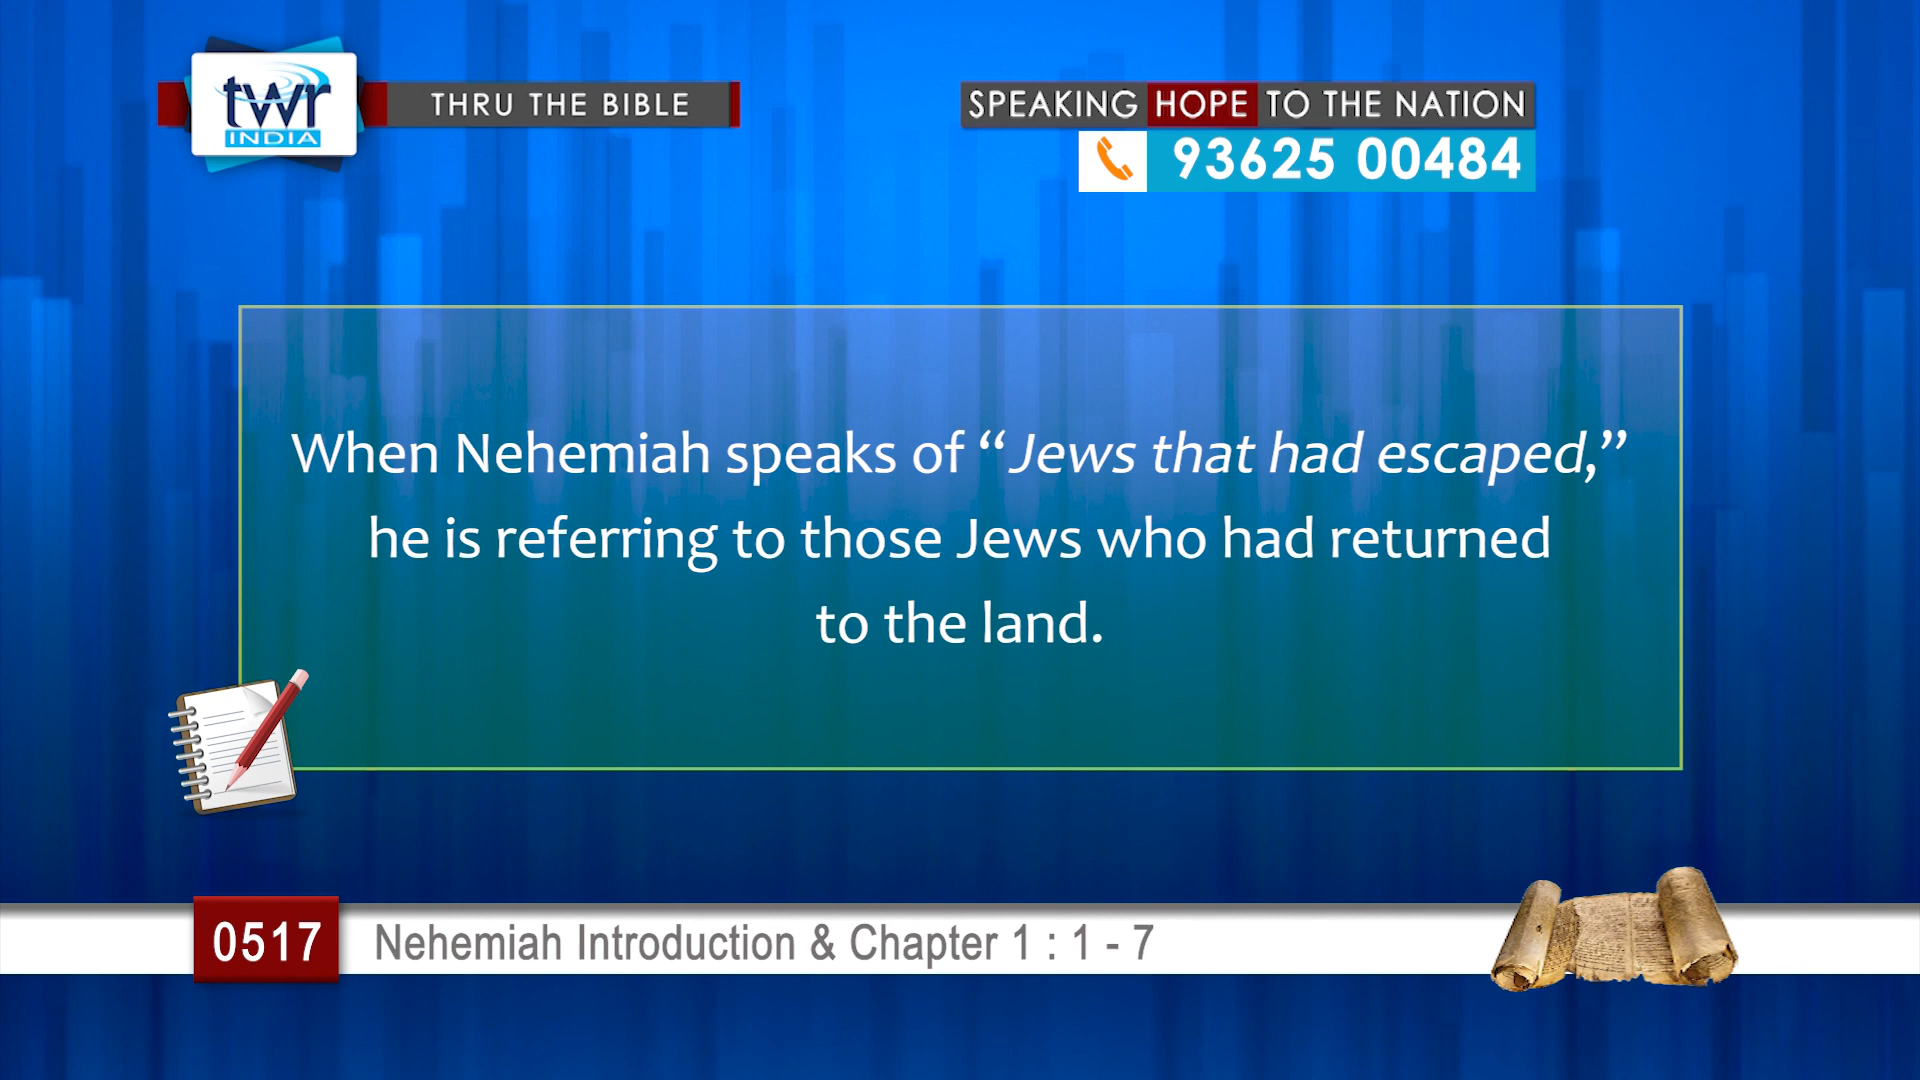 twr
INDIA
THRU THE BIBLE
SPEAKING HOPE TO THE NATION
93625 00484
When Nehemiah speaks of “Jews that had escaped,”
he is referring to those Jews who had returned
to the land.
0517
Nehemiah Introduction & Chapter 1 : 1 - 7